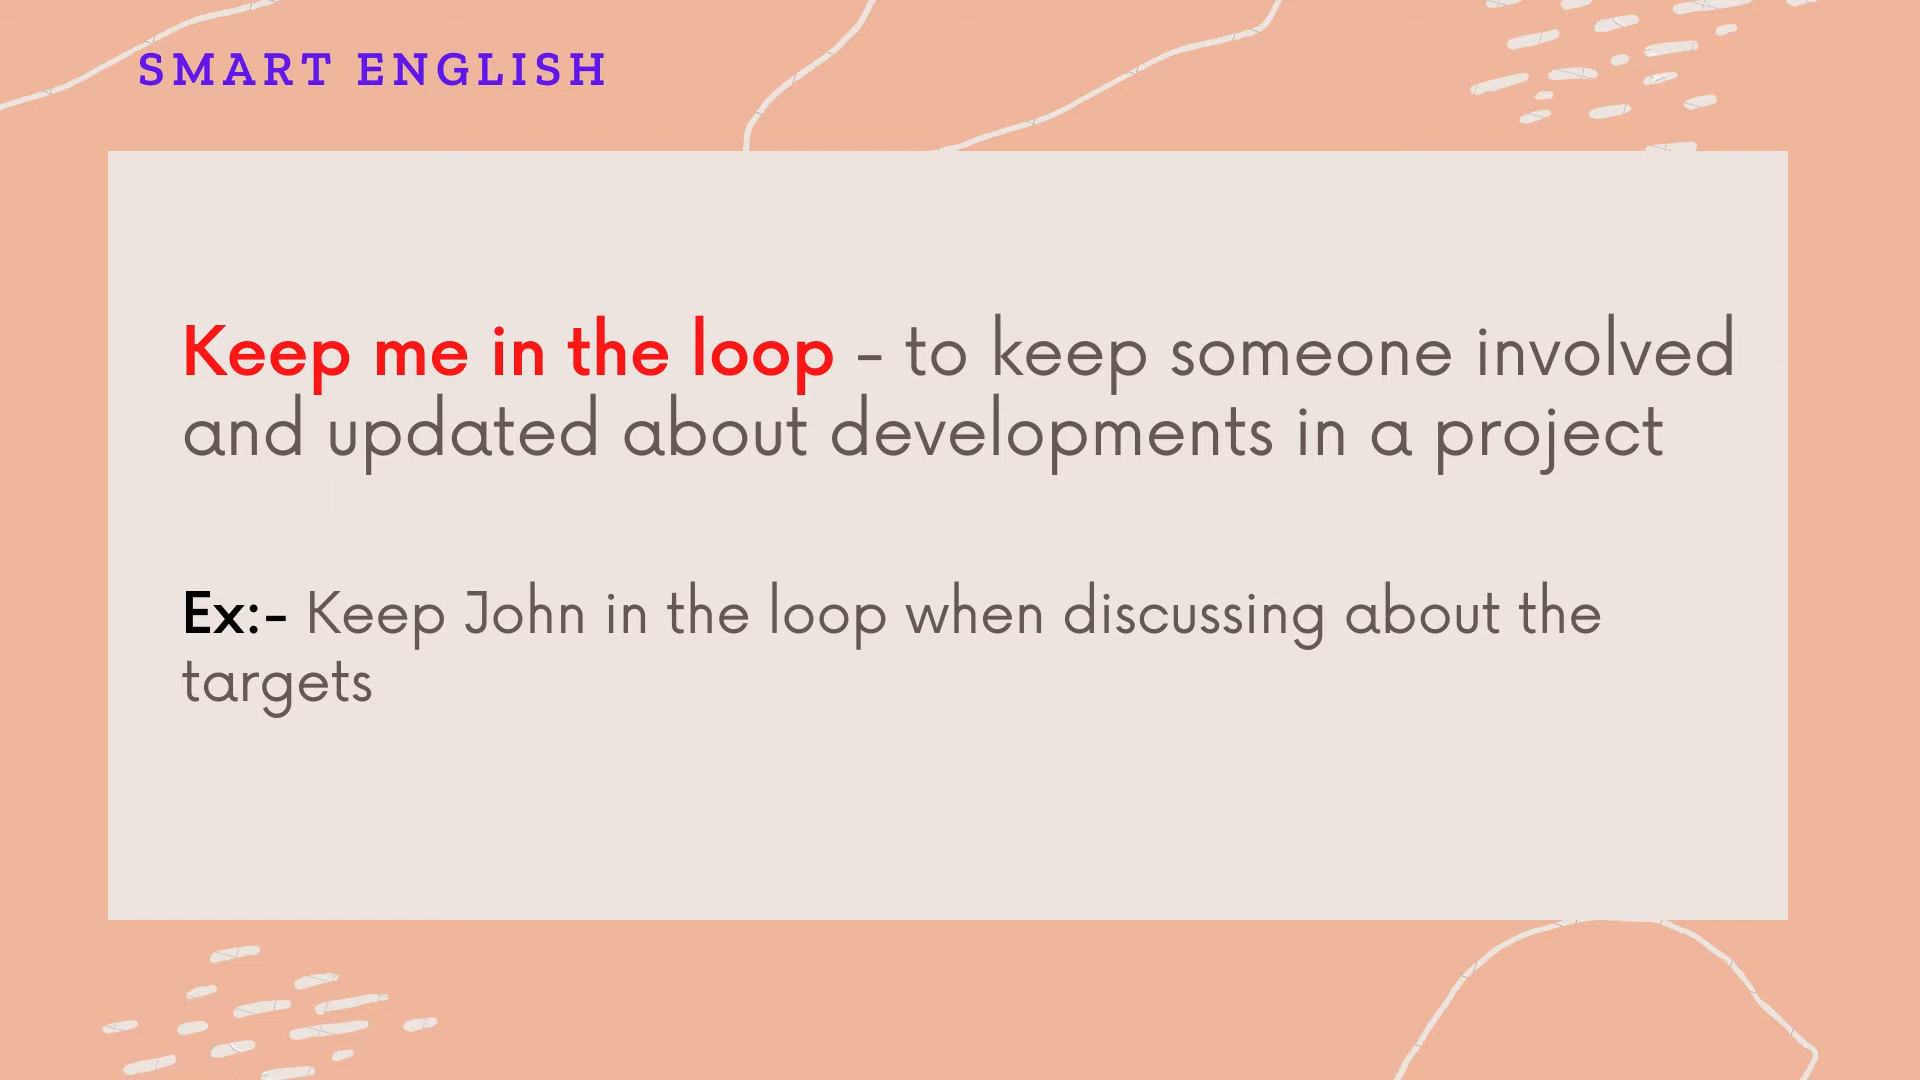 SMART ENGLISH
Keep me in the loop - to keep someone involved
and updated about developments in a project
Ex:- Keep John in the loop when discussing about the
targets